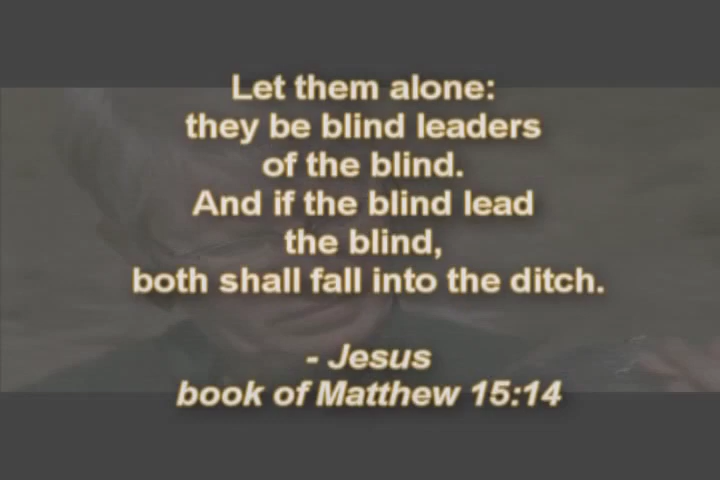 Let them alone:
they be blind leaders
of the blind.
And if the blind lead
the blind,
both shall fall into the ditch.
- Jesus
book of Matthew 15:14